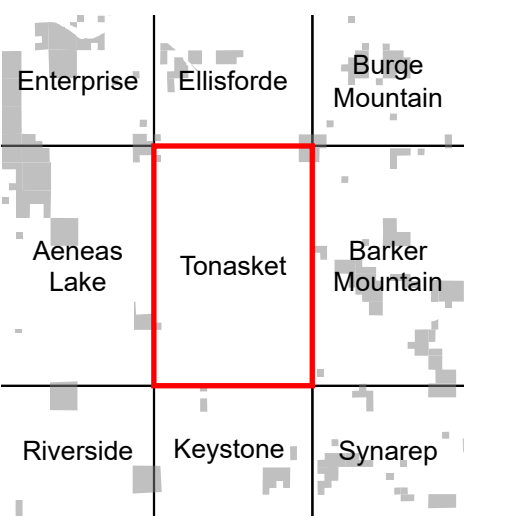 Enterprise
Ellisforde
Burge
Mountain
Aeneas
Lake
Tonasket
Barker
Mountain
Riverside
Keystone
Synarep